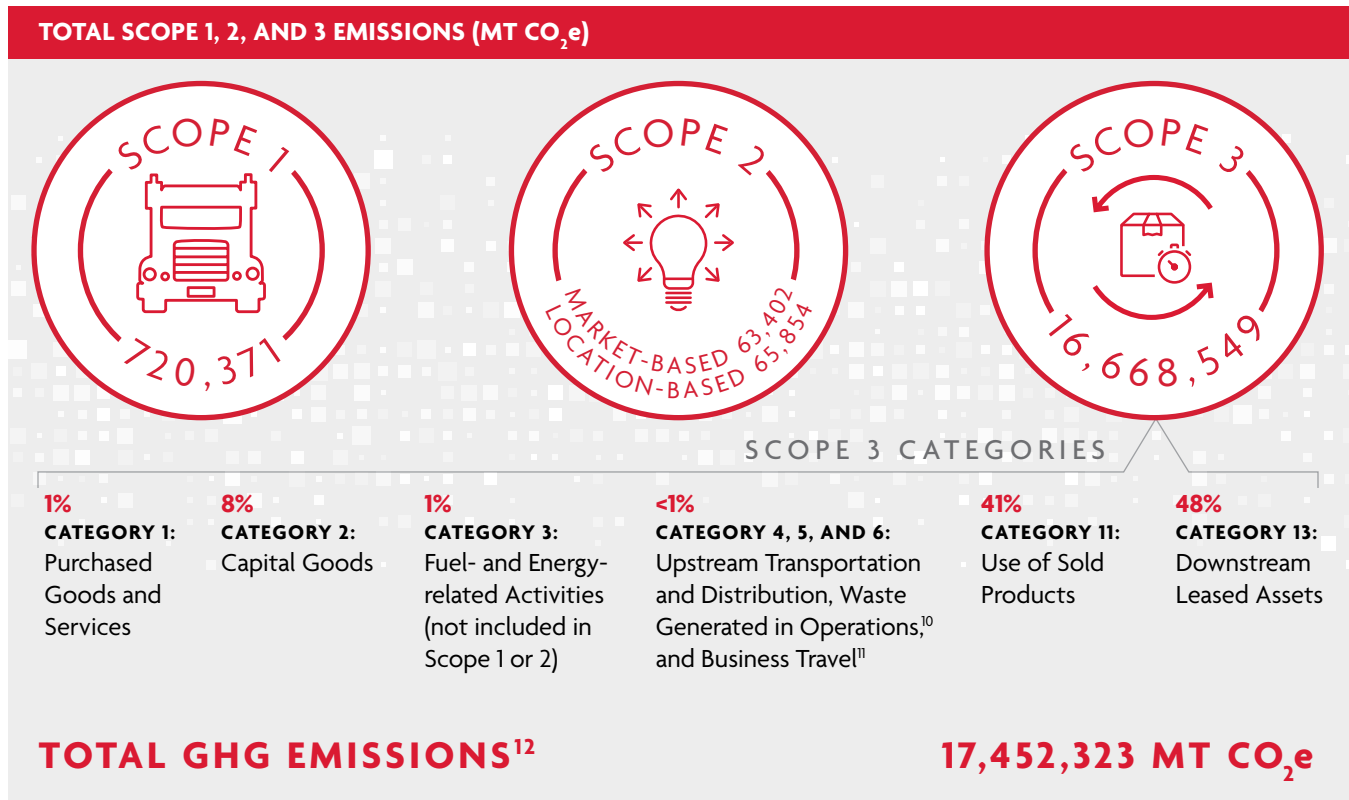 TOTAL SCOPE 1, 2, AND 3 EMISSIONS (MT CO₂e)
SCOPE 1
720,371
SCOPE 2
MARKET-BASED 63,402
LOCATION-BASED 65,854
SCOPE 3
16,668,549
SCOPE 3 CATEGORIES
1%
CATEGORY 1:
Purchased
Goods and
Services
8%
CATEGORY 2:
Capital Goods
1%
CATEGORY 3:
Fuel- and Energy-
related Activities
(not included in
Scope 1 or 2)
<1%
CATEGORY 4, 5, AND 6:
Upstream Transportation
and Distribution, Waste
Generated in Operations,¹⁰
and Business Travel¹¹
41%
CATEGORY 11:
Use of Sold
Products
48%
CATEGORY 13:
Downstream
Leased Assets
TOTAL GHG EMISSIONS¹²
17,452,323 MT CO₂e